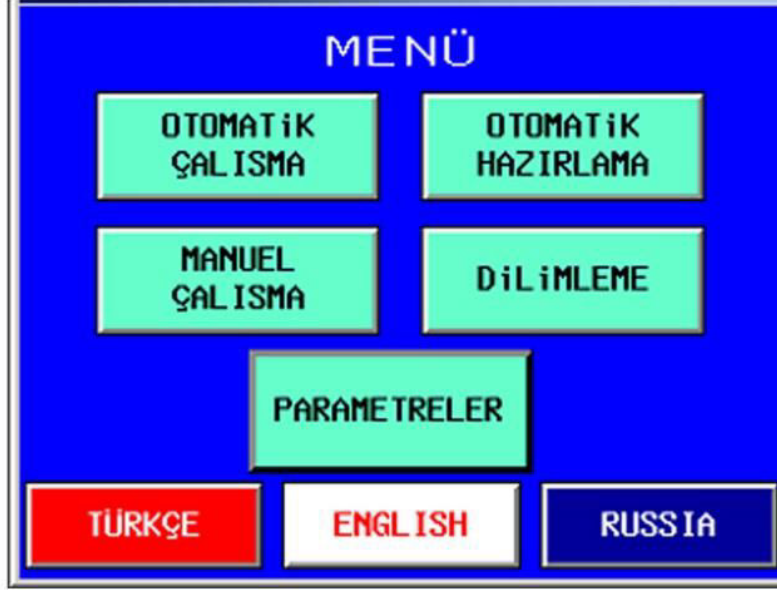 MENÜ
OTOMATiK
ÇALISMA
OTOMATiK
HAZIRLAMA
MANUEL
ÇALISMA
DiLiMLEME
PARAMETRELER
TÜRKÇE
ENGLISH
RUSSIA